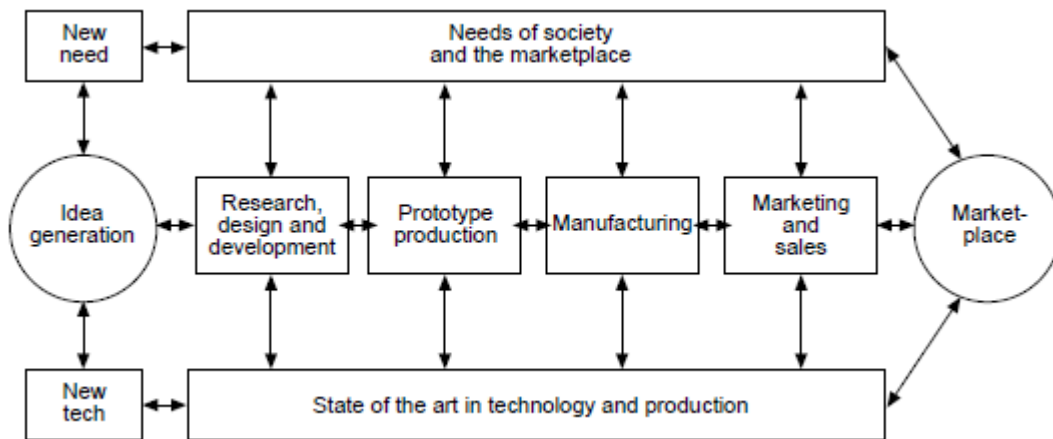 New
need
Needs of society
and the marketplace
Idea
generation
Research,
design and
development
Prototype
production
Manufacturing
Marketing
and
sales
Market-
place
New
tech
State of the art in technology and production